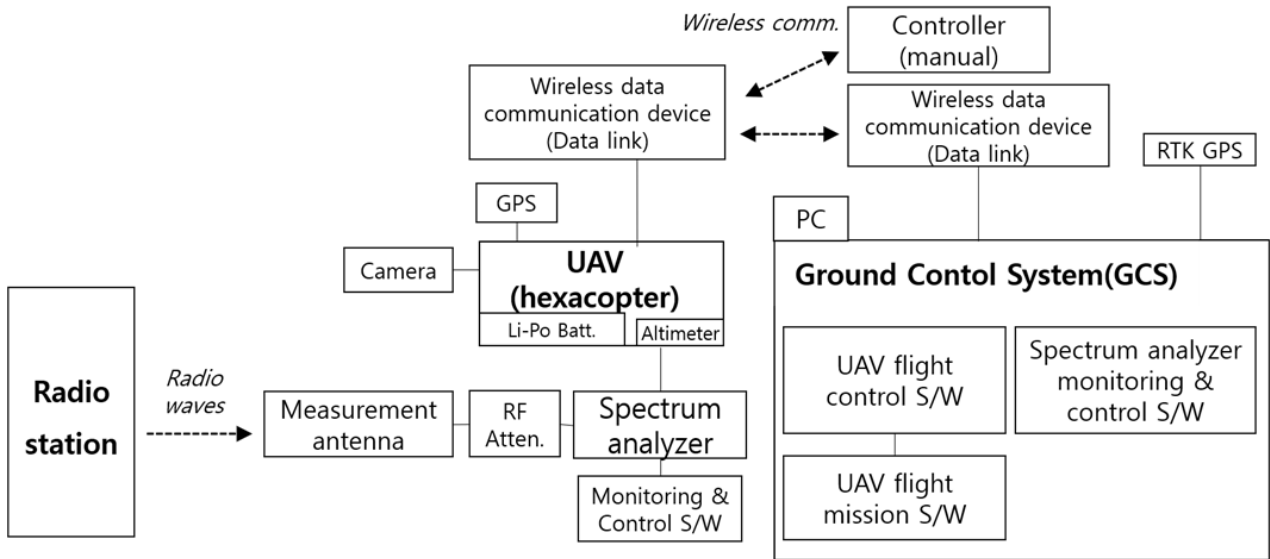 Wireless comm.
Controller
(manual)
Wireless data
communication device
(Data link)
Wireless data
communication device
(Data link)
RTK GPS
GPS
PC
Camera
UAV
(hexacopter)
Li-Po Batt.
Altimeter
Ground Contol System(GCS)
UAV flight
control S/W
Spectrum analyzer
monitoring &
control S/W
UAV flight
mission S/W
Radio
station
Radio
waves
Measurement
antenna
RF
Atten.
Spectrum
analyzer
Monitoring &
Control S/W